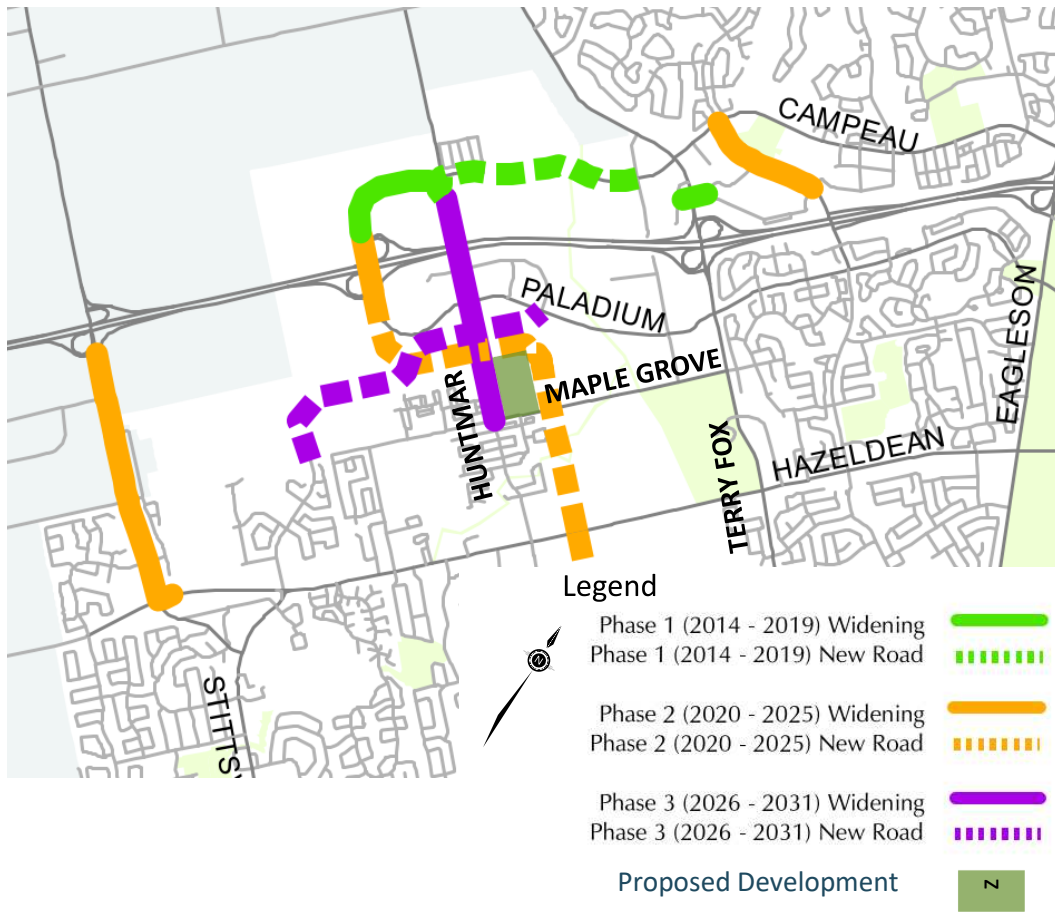 CAMPEAU
PALADIUM
MAPLE GROVE
EAGLESOM
HUNTMAR
HAZELDEAN
TERRY FOX
STITTS
Legend
Phase 1 (2014 - 2019) Widening
Phase 1 (2014 - 2019) New Road
N
Phase 2 (2020 - 2025) Widening
Phase 2 (2020 - 2025) New Road
Phase 3 (2026 - 2031) Widening
Phase 3 (2026 - 2031) New Road
Proposed Development
N